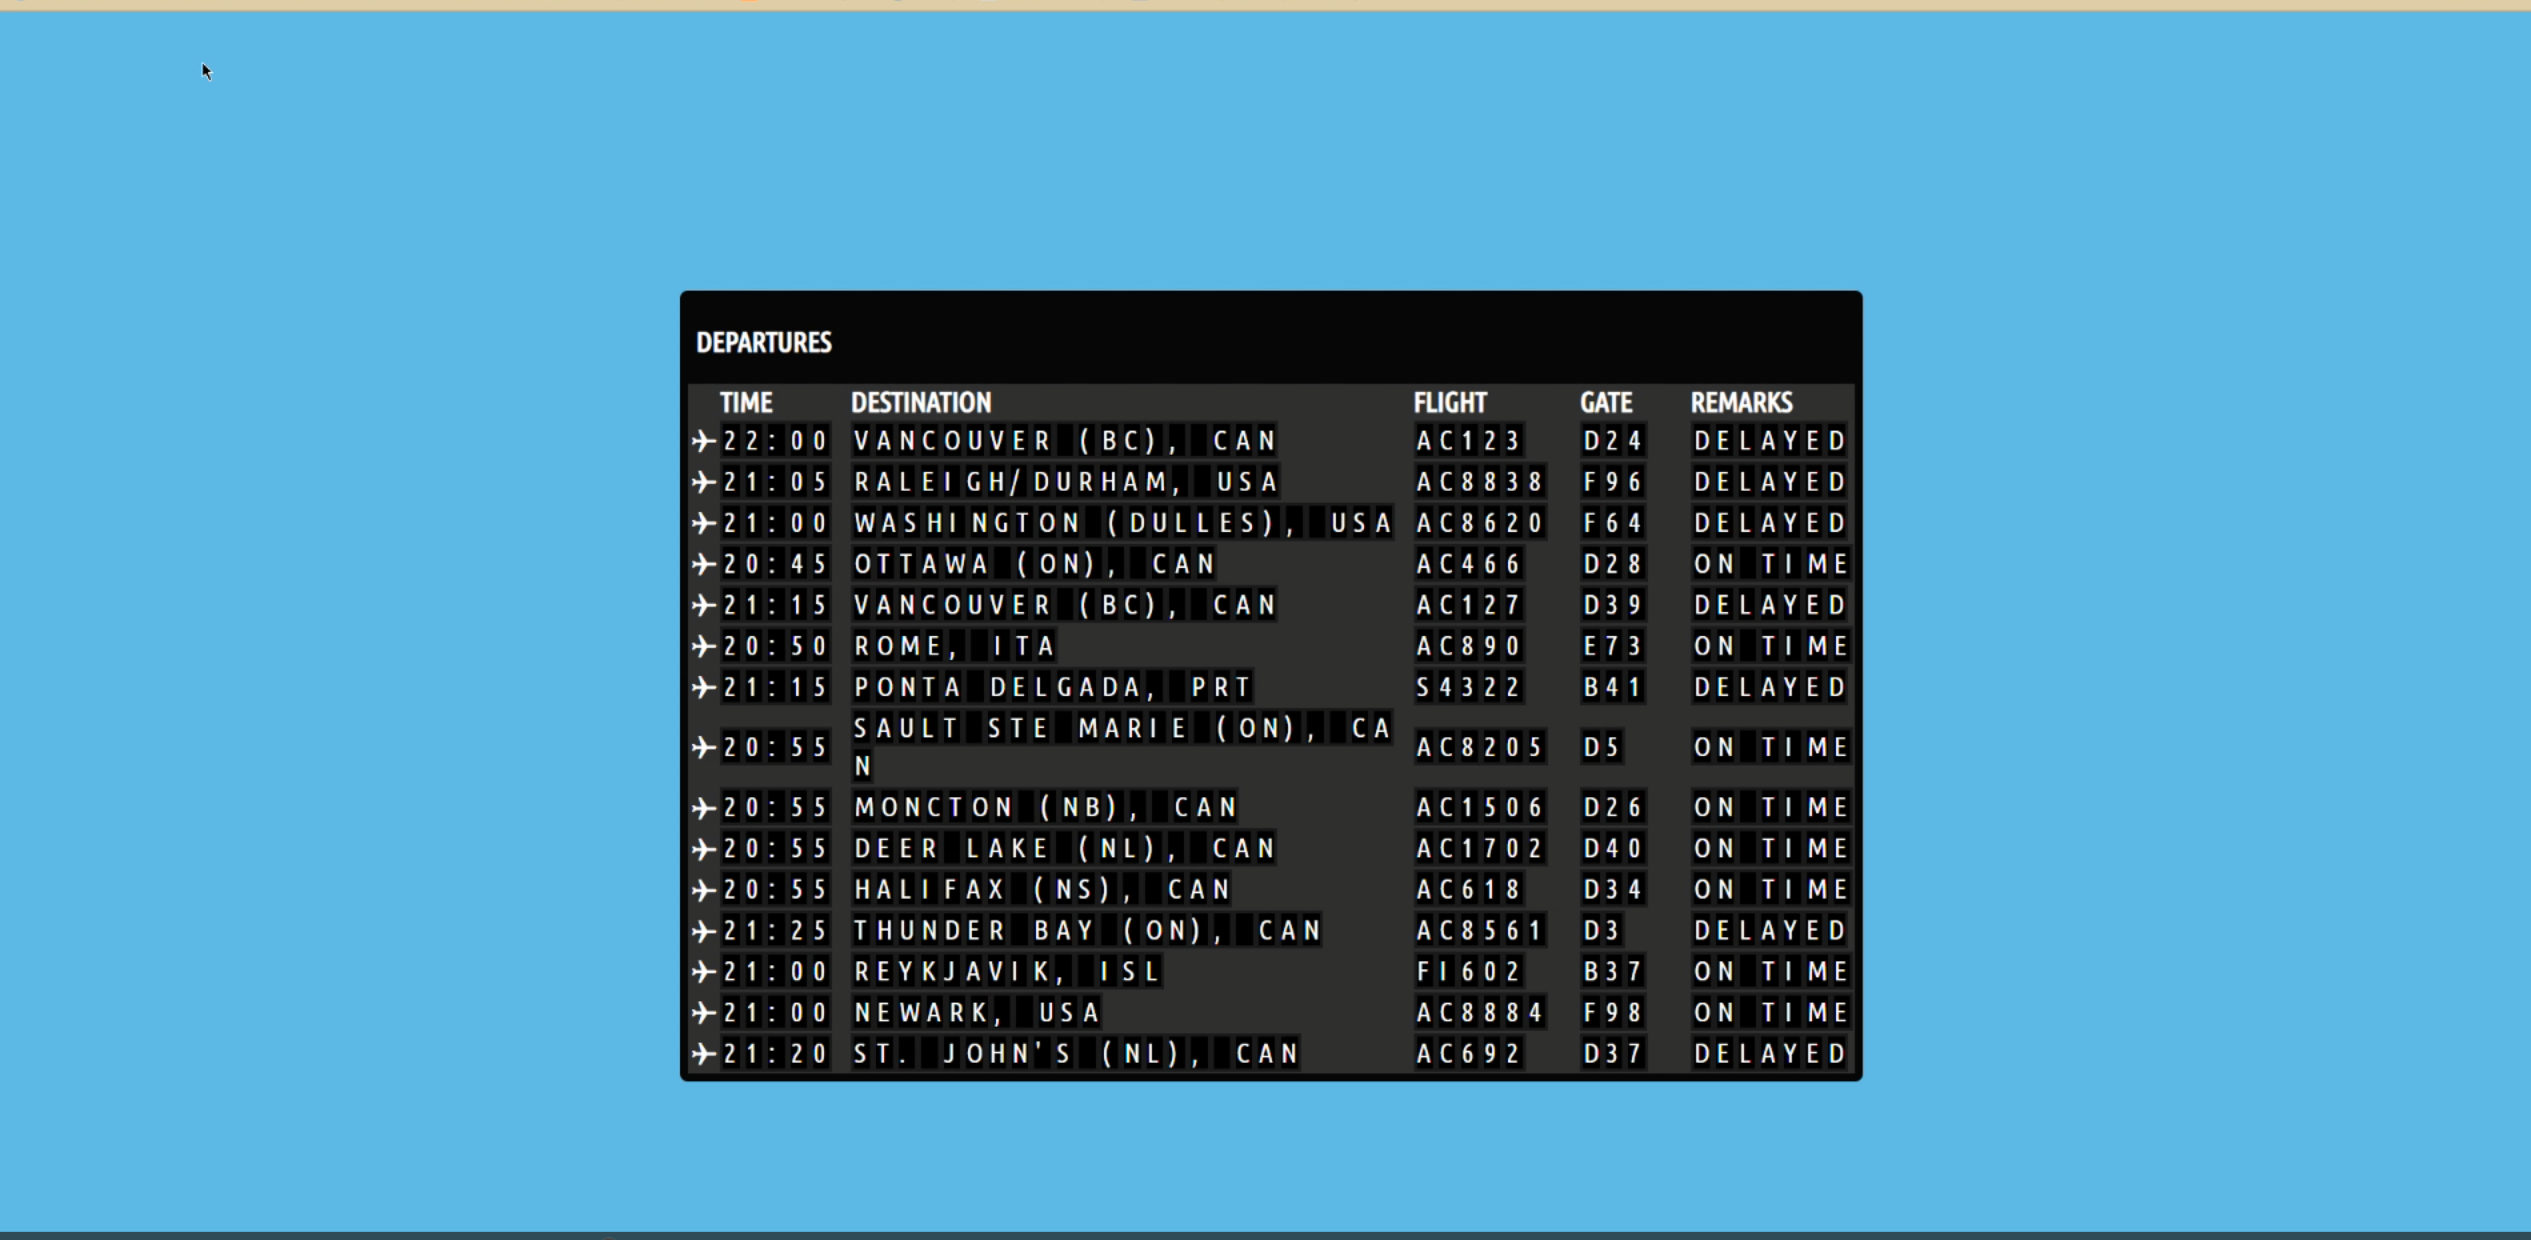 DEPARTURES
TIME DESTINATION FLIGHT GATE REMARKS
22:00 VANCOUVER (BC), CAN AC123 D24 DELAYED
21:05 RALEIGH/DURHAM, USA AC8838 F96 DELAYED
21:00 WASHINGTON (DULLES), USA AC8620 F64 DELAYED
20:45 OTTAWA (ON), CAN AC466 D28 ON TIME
21:15 VANCOUVER (BC), CAN AC127 D39 DELAYED
20:50 ROME, ITA AC890 E73 ON TIME
21:15 PONTA DELGADA, PRT S4322 B41 DELAYED
20:55 SAULT STE MARIE (ON), CA AC8205 D5 ON TIME
N
20:55 MONCTON (NB), CAN AC1506 D26 ON TIME
20:55 DEER LAKE (NL), CAN AC1702 D40 ON TIME
20:55 HALIFAX (NS), CAN AC618 D34 ON TIME
21:25 THUNDER BAY (ON), CAN AC8561 D3 DELAYED
21:00 REYKJAVIK, ISL FI602 B37 ON TIME
21:00 NEWARK, USA AC8884 F98 ON TIME
21:20 ST. JOHN'S (NL), CAN AC692 D37 DELAYED